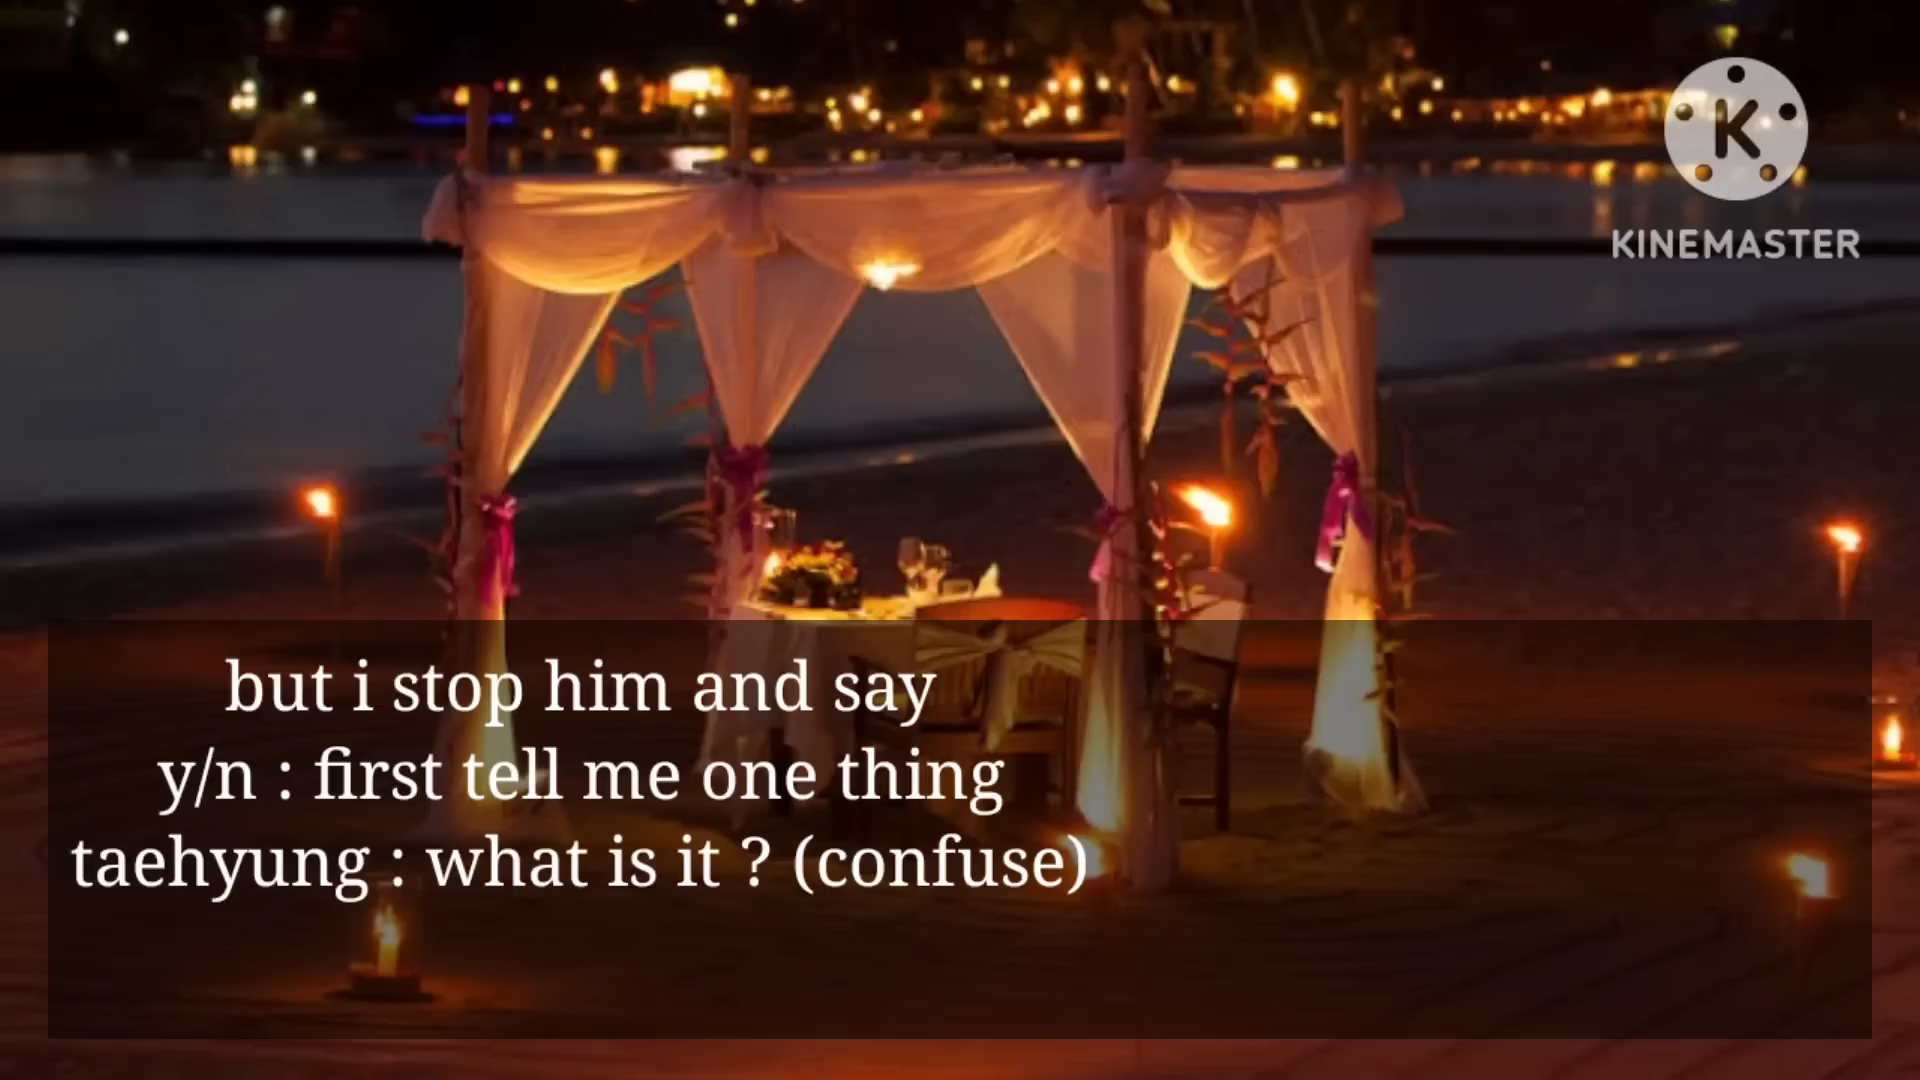 K
KINEMASTER
but i stop him and say
y/n : first tell me one thing
taehyung : what is it ? (confuse)